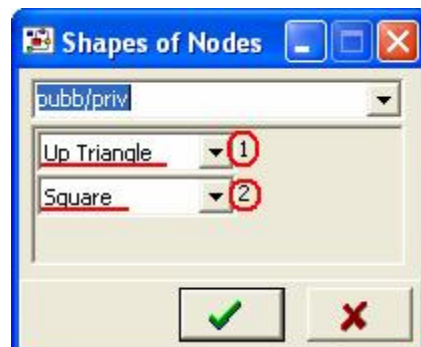 Shapes of Nodes
pubb/priv
Up Triangle 1
Square 2